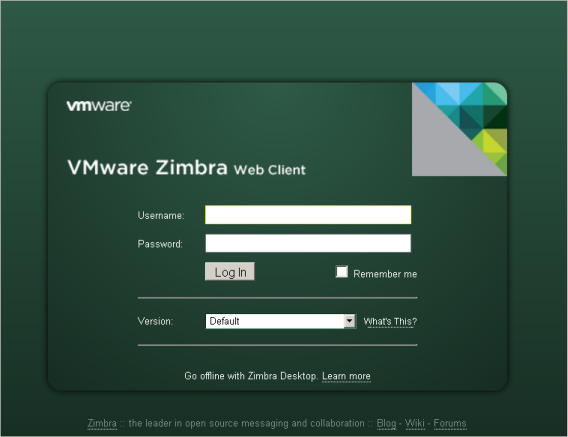 vmware®
VMware Zimbra Web Client
Username:
Password:
Log In
Remember me
Version: Default What's This?
Go offline with Zimbra Desktop. Learn more
Zimbra :: the leader in open source messaging and collaboration :: Blog - Wiki - Forums